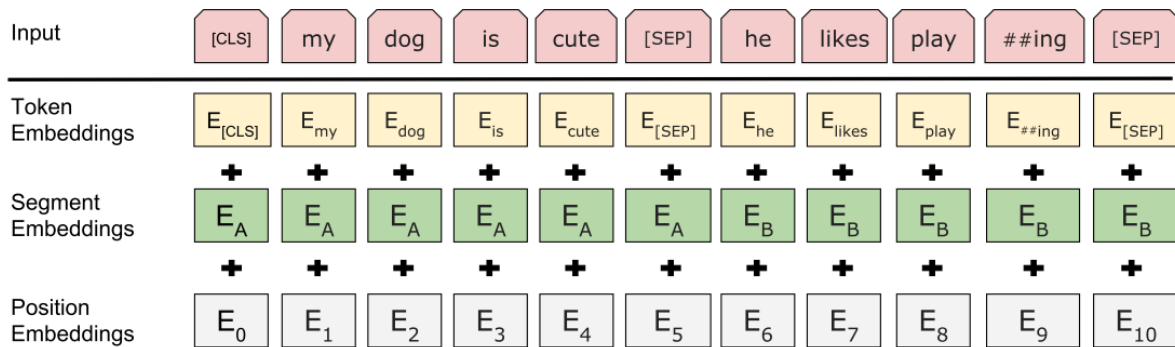 Input [CLS] my dog is cute [SEP] he likes play ##ing [SEP]
Token Embeddings E[CLS] Emy Edog Eis Ecute E[SEP] Ehe Elikes Eplay E##ing E[SEP]
+ + + + + + + + + + +
Segment Embeddings EA EA EA EA EA EA EB EB EB EB EB
+ + + + + + + + + + +
Position Embeddings E0 E1 E2 E3 E4 E5 E6 E7 E8 E9 E10